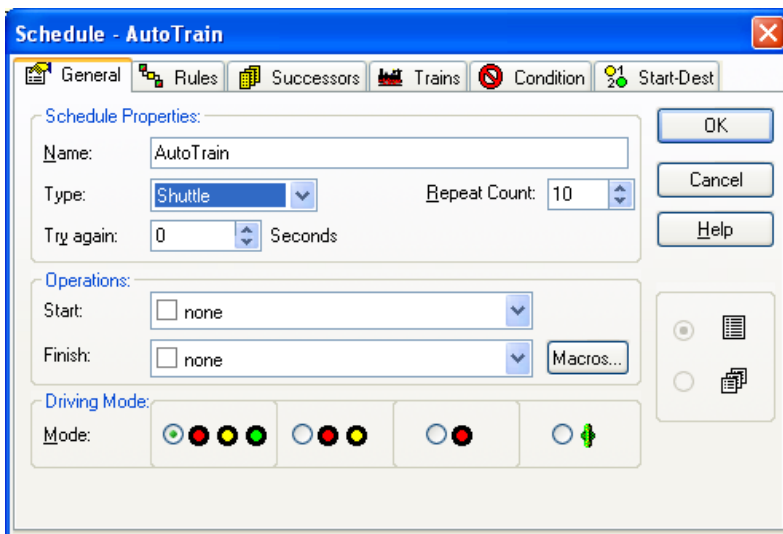 Schedule - AutoTrain
General Rules Successors Trains Condition Start-Dest
Schedule Properties:
Name: AutoTrain
Type: Shuttle Repeat Count: 10
Try again: 0 Seconds
OK
Cancel
Help
Operations:
Start: none
Finish: none Macros...
Driving Mode:
Mode: